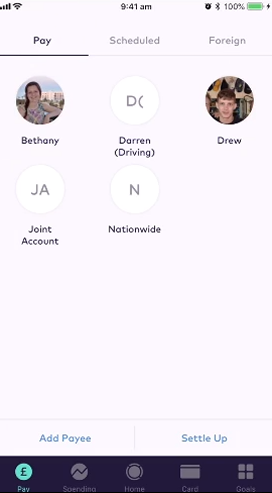 9:41 am
100%
Pay
Scheduled
Foreign
D(
Bethany
Darren
(Driving)
Drew
JA
N
Joint
Account
Nationwide
Add Payee
Settle Up
£
Pay
Spending
Home
Card
Goals